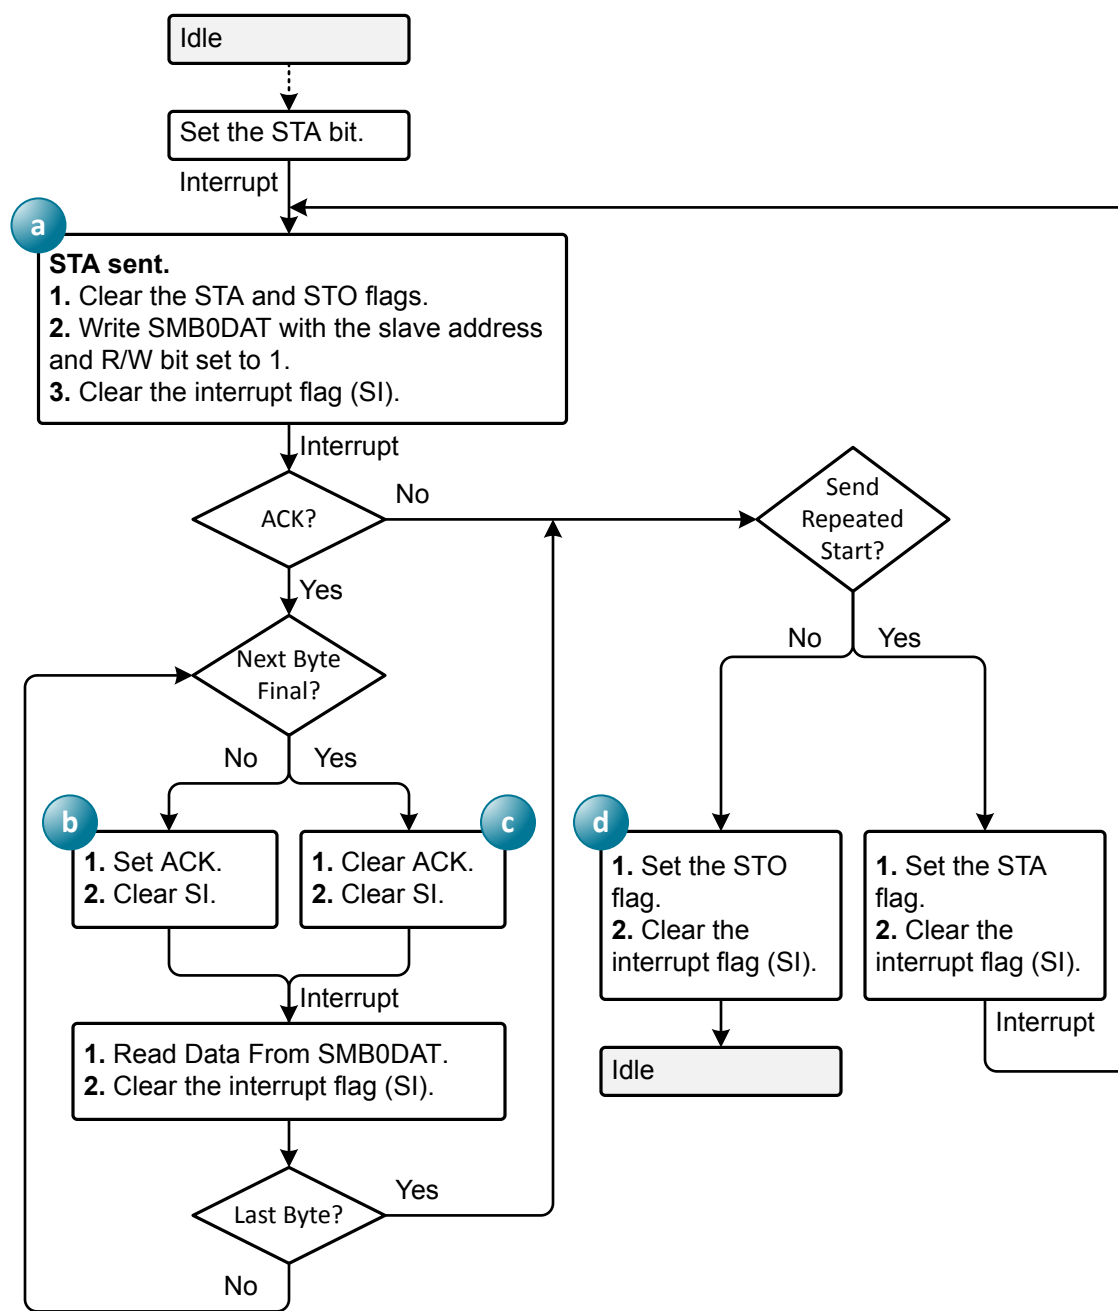 Idle
Set the STA bit.
Interrupt
a
STA sent.
1. Clear the STA and STO flags.
2. Write SMB0DAT with the slave address
and R/W bit set to 1.
3. Clear the interrupt flag (SI).
Interrupt
ACK?
No
Yes
Send
Repeated
Start?
No
Yes
Next Byte
Final?
No
Yes
b
1. Set ACK.
2. Clear SI.
c
1. Clear ACK.
2. Clear SI.
d
1. Set the STO
flag.
2. Clear the
interrupt flag (SI).
1. Set the STA
flag.
2. Clear the
interrupt flag (SI).
Interrupt
Interrupt
1. Read Data From SMB0DAT.
2. Clear the interrupt flag (SI).
Idle
Last Byte?
Yes
No